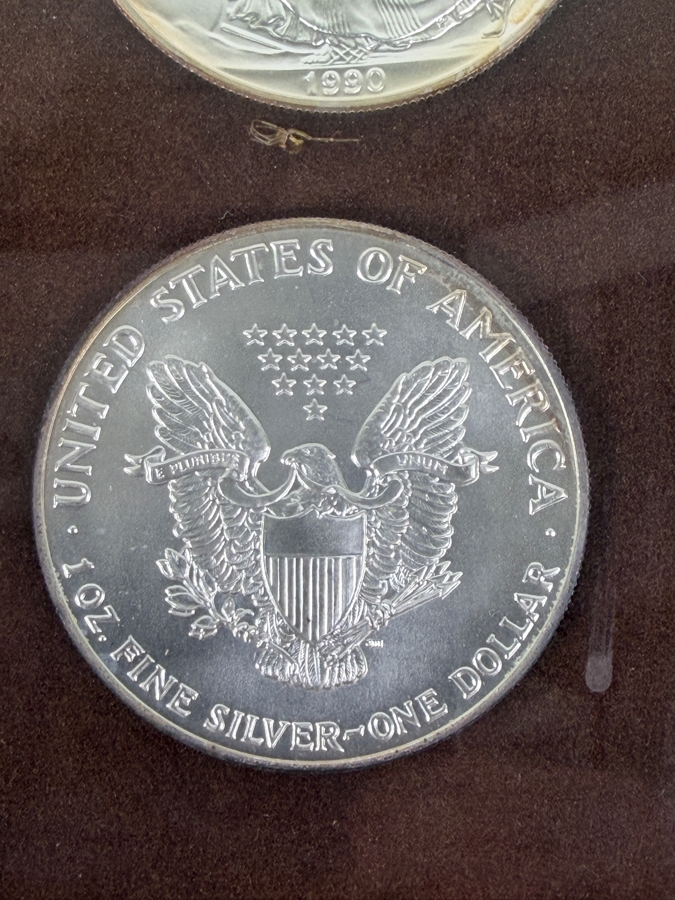 1990
UNITED STATES OF AMERICA
E PLURIBUS
UNUM
1 OZ. FINE SILVER~ONE DOLLAR